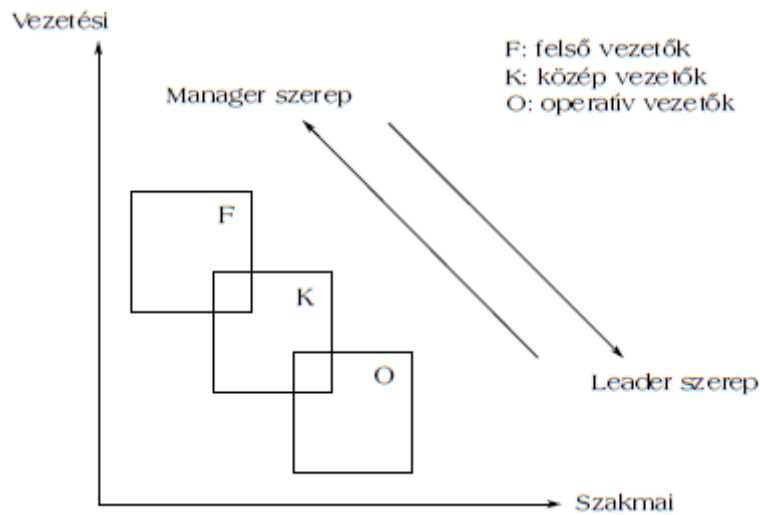 Vezetési
F: felső vezetők
K: közép vezetők
O: operatív vezetők
Manager szerep
F
K
O
Leader szerep
Szakmai